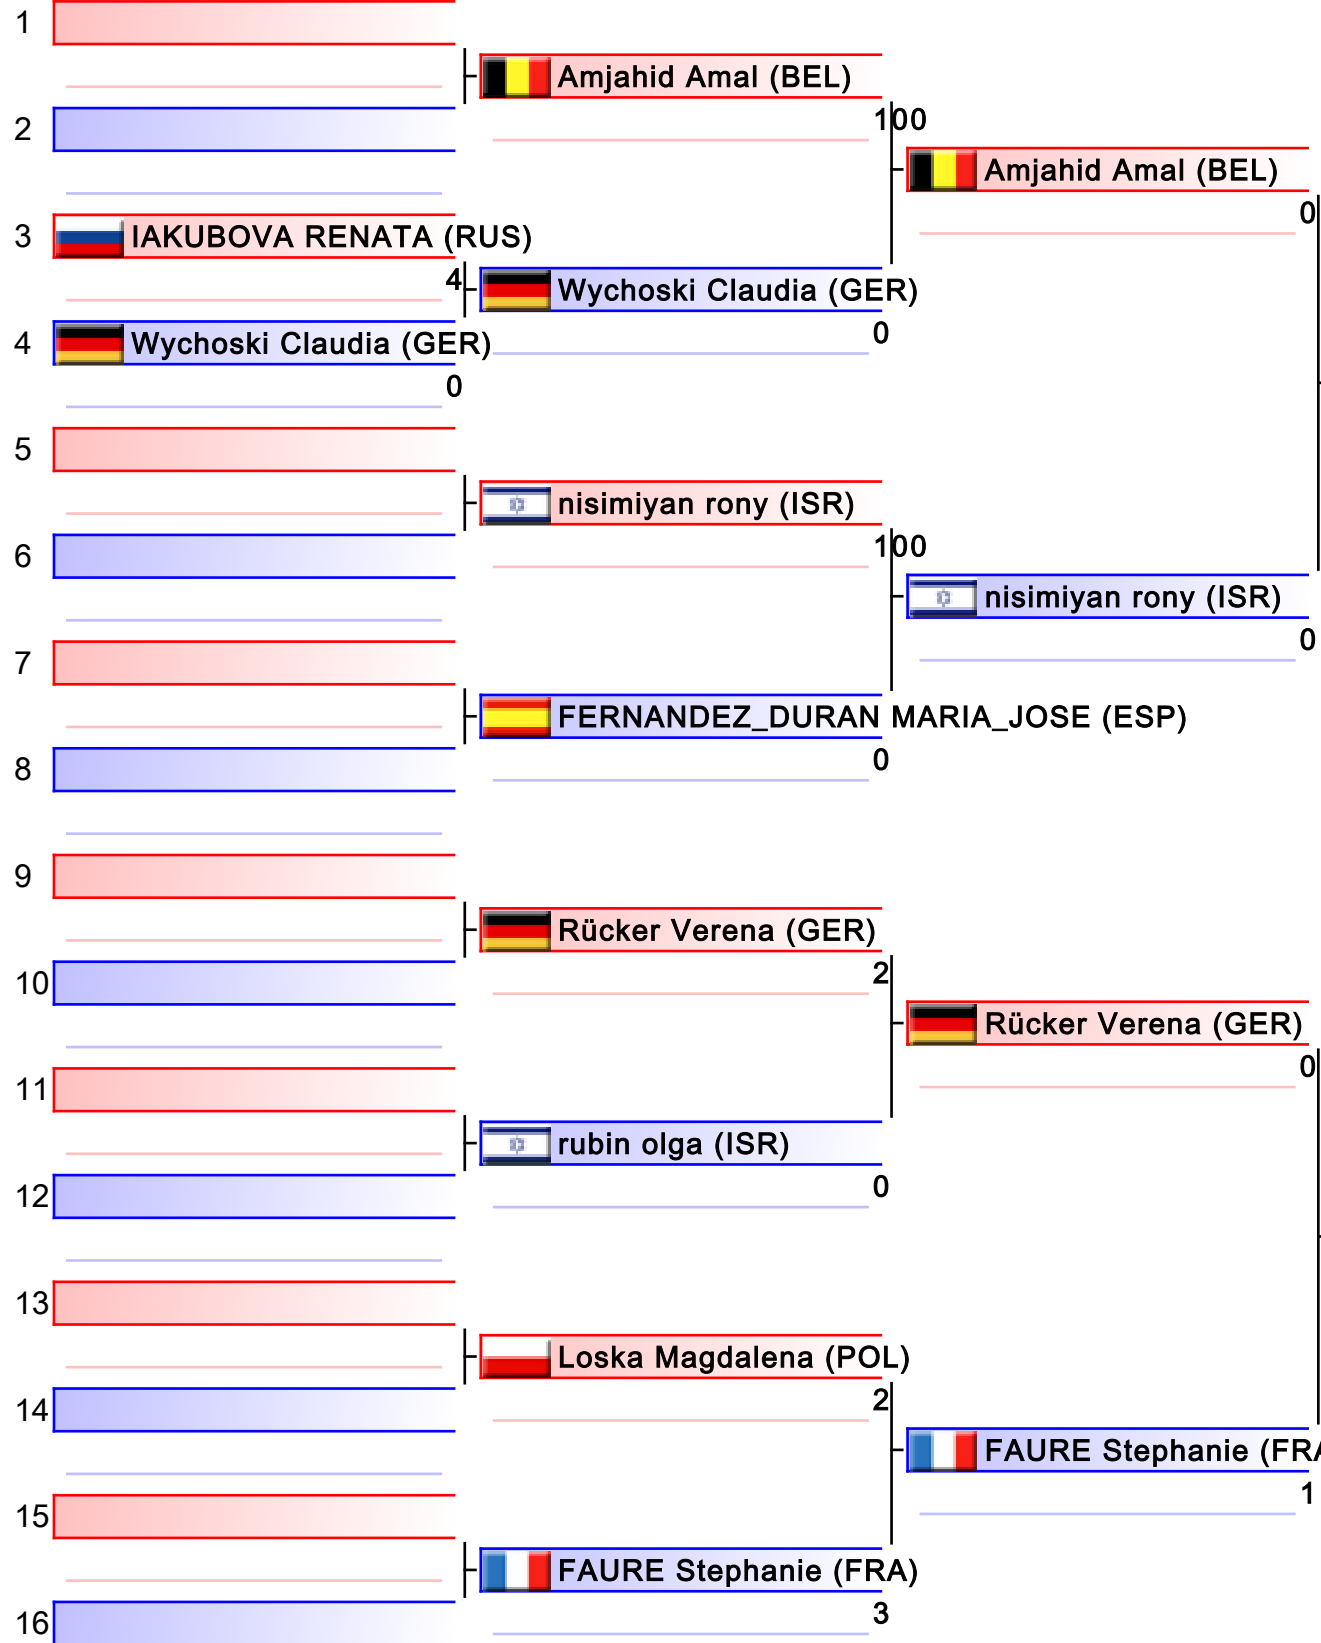 1
Amjahid Amal (BEL)
2
100
Amjahid Amal (BEL)
0
3
IAKUBOVA RENATA (RUS)
4
Wychoski Claudia (GER)
0
4
Wychoski Claudia (GER)
0
5
nisimiyan rony (ISR)
6
100
nisimiyan rony (ISR)
0
7
FERNANDEZ_DURAN MARIA_JOSE (ESP)
0
8
9
Rücker Verena (GER)
2
10
Rücker Verena (GER)
0
11
rubin olga (ISR)
0
12
13
Loska Magdalena (POL)
2
14
FAURE Stephanie (FRA
1
15
FAURE Stephanie (FRA)
3
16